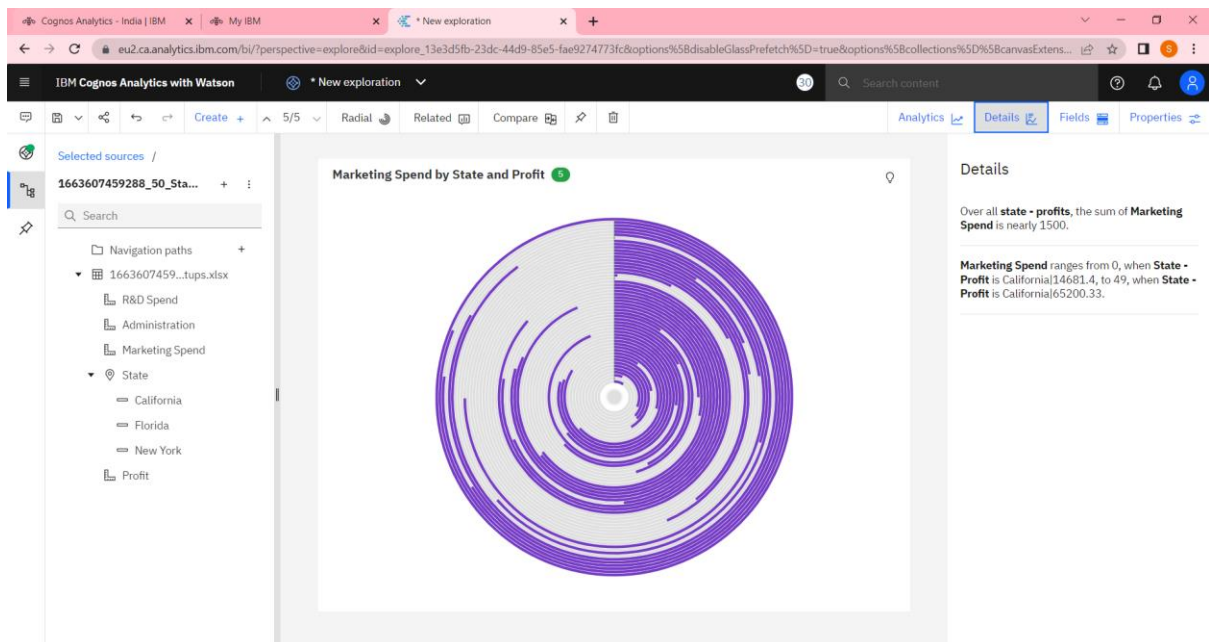 Cognos Analytics - India | IBM
My IBM
* New exploration
eu2.ca.analytics.ibm.com/bi/?perspective=explore&id=explore_13e3d5fb-23dc-44d9-85e5-fae9274773fc&options%5BdisableGlassPrefetch%5D=true&options%5Bcollections%5D%5BcanvasExtens...
S
IBM Cognos Analytics with Watson
* New exploration
30
Search content
Create +
5/5
Radial
Related
Compare
Analytics
Details
Fields
Properties
Selected sources /
1663607459288_50_Sta...
Search
Navigation paths
1663607459...tups.xlsx
R&D Spend
Administration
Marketing Spend
State
California
Florida
New York
Profit
Marketing Spend by State and Profit 5
Details
Over all state - profits, the sum of Marketing
Spend is nearly 1500.
Marketing Spend ranges from 0, when State -
Profit is California|14681.4, to 49, when State -
Profit is California|65200.33.